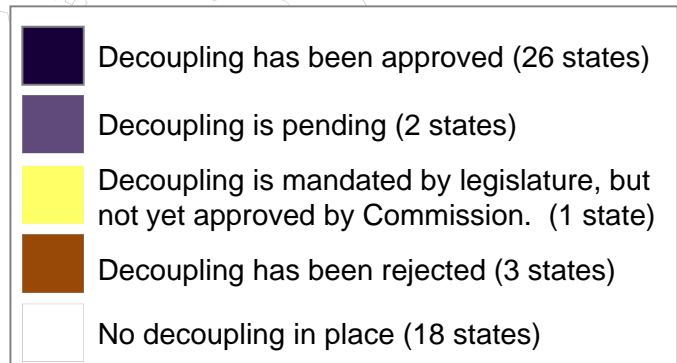 Decoupling has been approved (26 states)
Decoupling is pending (2 states)
Decoupling is mandated by legislature, but
not yet approved by Commission.  (1 state)
Decoupling has been rejected (3 states)
No decoupling in place (18 states)